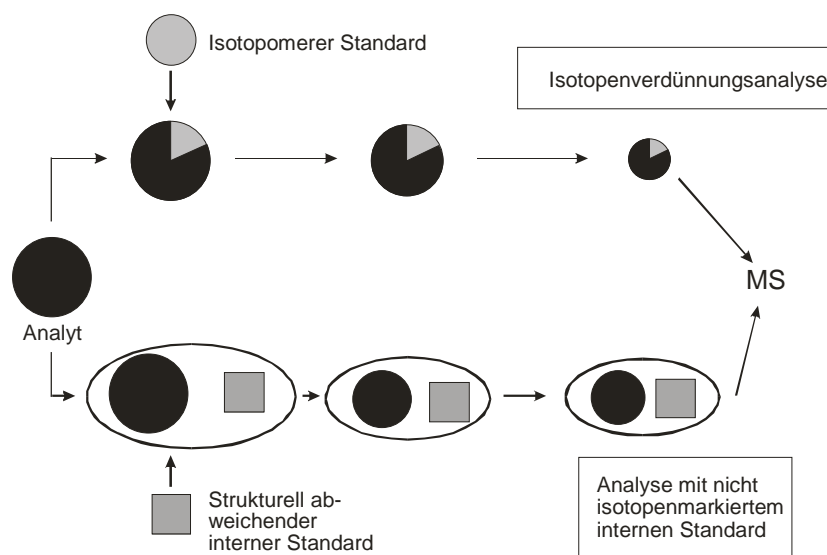 Isotopomerer Standard
Isotopenverdünnungsanalyse
Analyt
MS
Strukturell ab-
weichender
interner Standard
Analyse mit nicht
isotopenmarkiertem
internen Standard